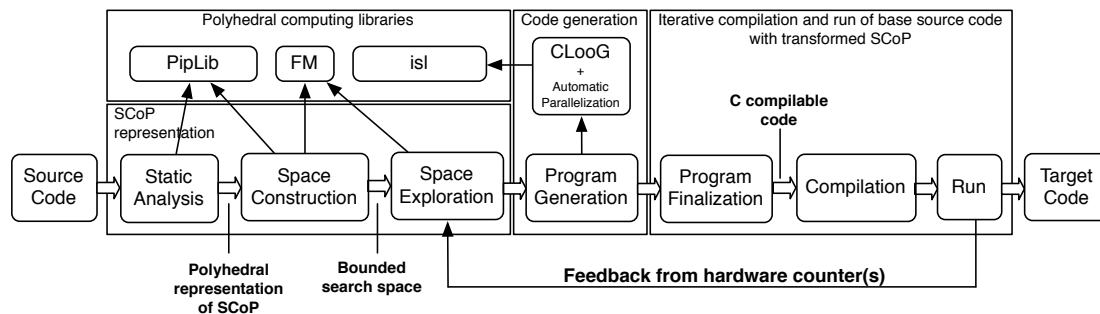 Polyhedral computing libraries
Code generation
Iterative compilation and run of base source code
with transformed SCoP
PipLib
FM
isl
CLooG
+
Automatic
Parallelization
SCoP
representation
C compilable
code
Source
Code
Static
Analysis
Space
Construction
Space
Exploration
Program
Generation
Program
Finalization
Compilation
Run
Target
Code
Polyhedral
representation
of SCoP
Bounded
search space
Feedback from hardware counter(s)